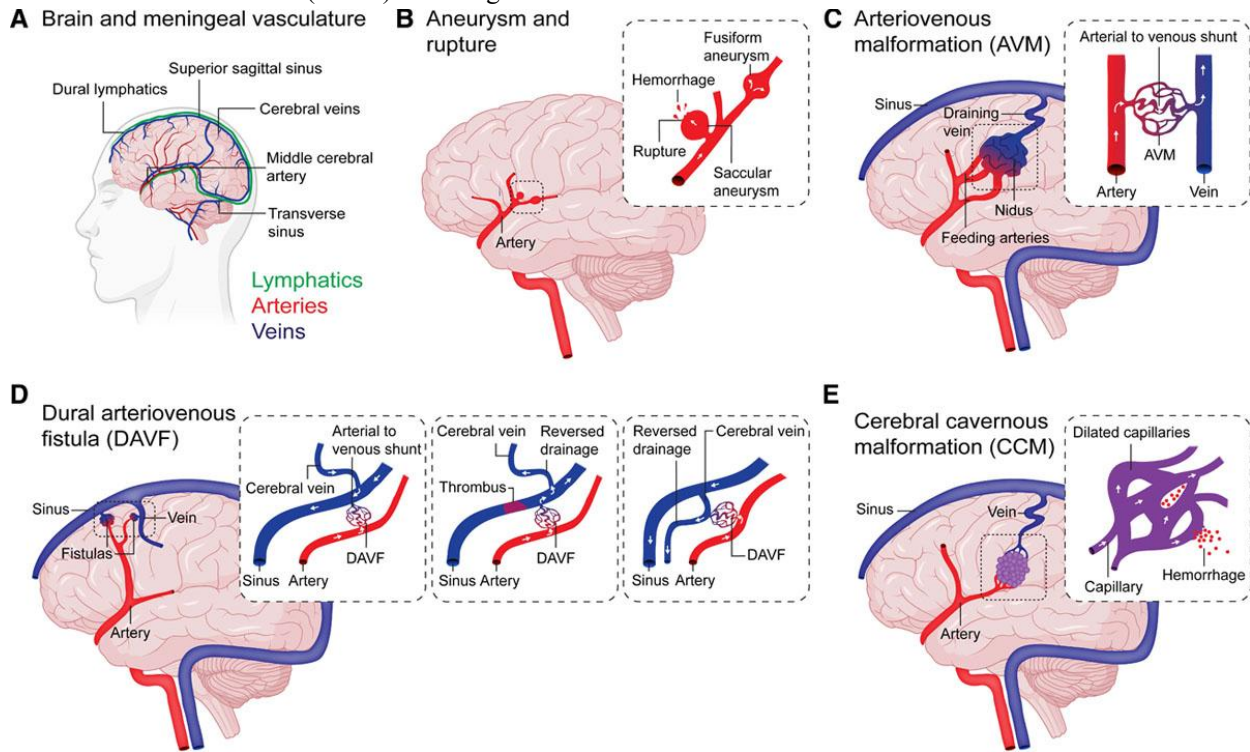 A Brain and meningeal vasculature
Superior sagittal sinus
Dural lymphatics
Cerebral veins
Middle cerebral
artery
Transverse
sinus
Lymphatics
Arteries
Veins
B Aneurysm and
rupture
Fusiform
aneurysm
Hemorrhage
Rupture
Saccular
aneurysm
Artery
C Arteriovenous
malformation (AVM)
Arterial to venous shunt
Sinus
Draining
vein
AVM
Artery
Vein
Nidus
Feeding arteries
D Dural arteriovenous
fistula (DAVF)
Sinus
Vein
Fistulas
Artery
Arterial to
venous shunt
Cerebral vein
DAVF
Sinus Artery
Cerebral vein
Reversed
drainage
Thrombus
DAVF
Sinus Artery
Reversed
drainage
Cerebral vein
DAVF
Sinus Artery
E Cerebral cavernous
malformation (CCM)
Dilated capillaries
Sinus
Vein
Hemorrhage
Capillary
Artery